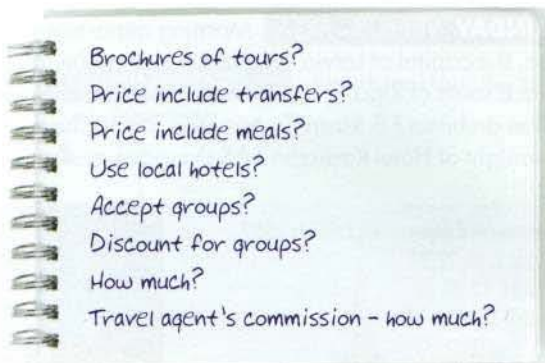 Brochures of tours?
Price include transfers?
Price include meals?
Use local hotels?
Accept groups?
Discount for groups?
How much?
Travel agent's commission – how much?